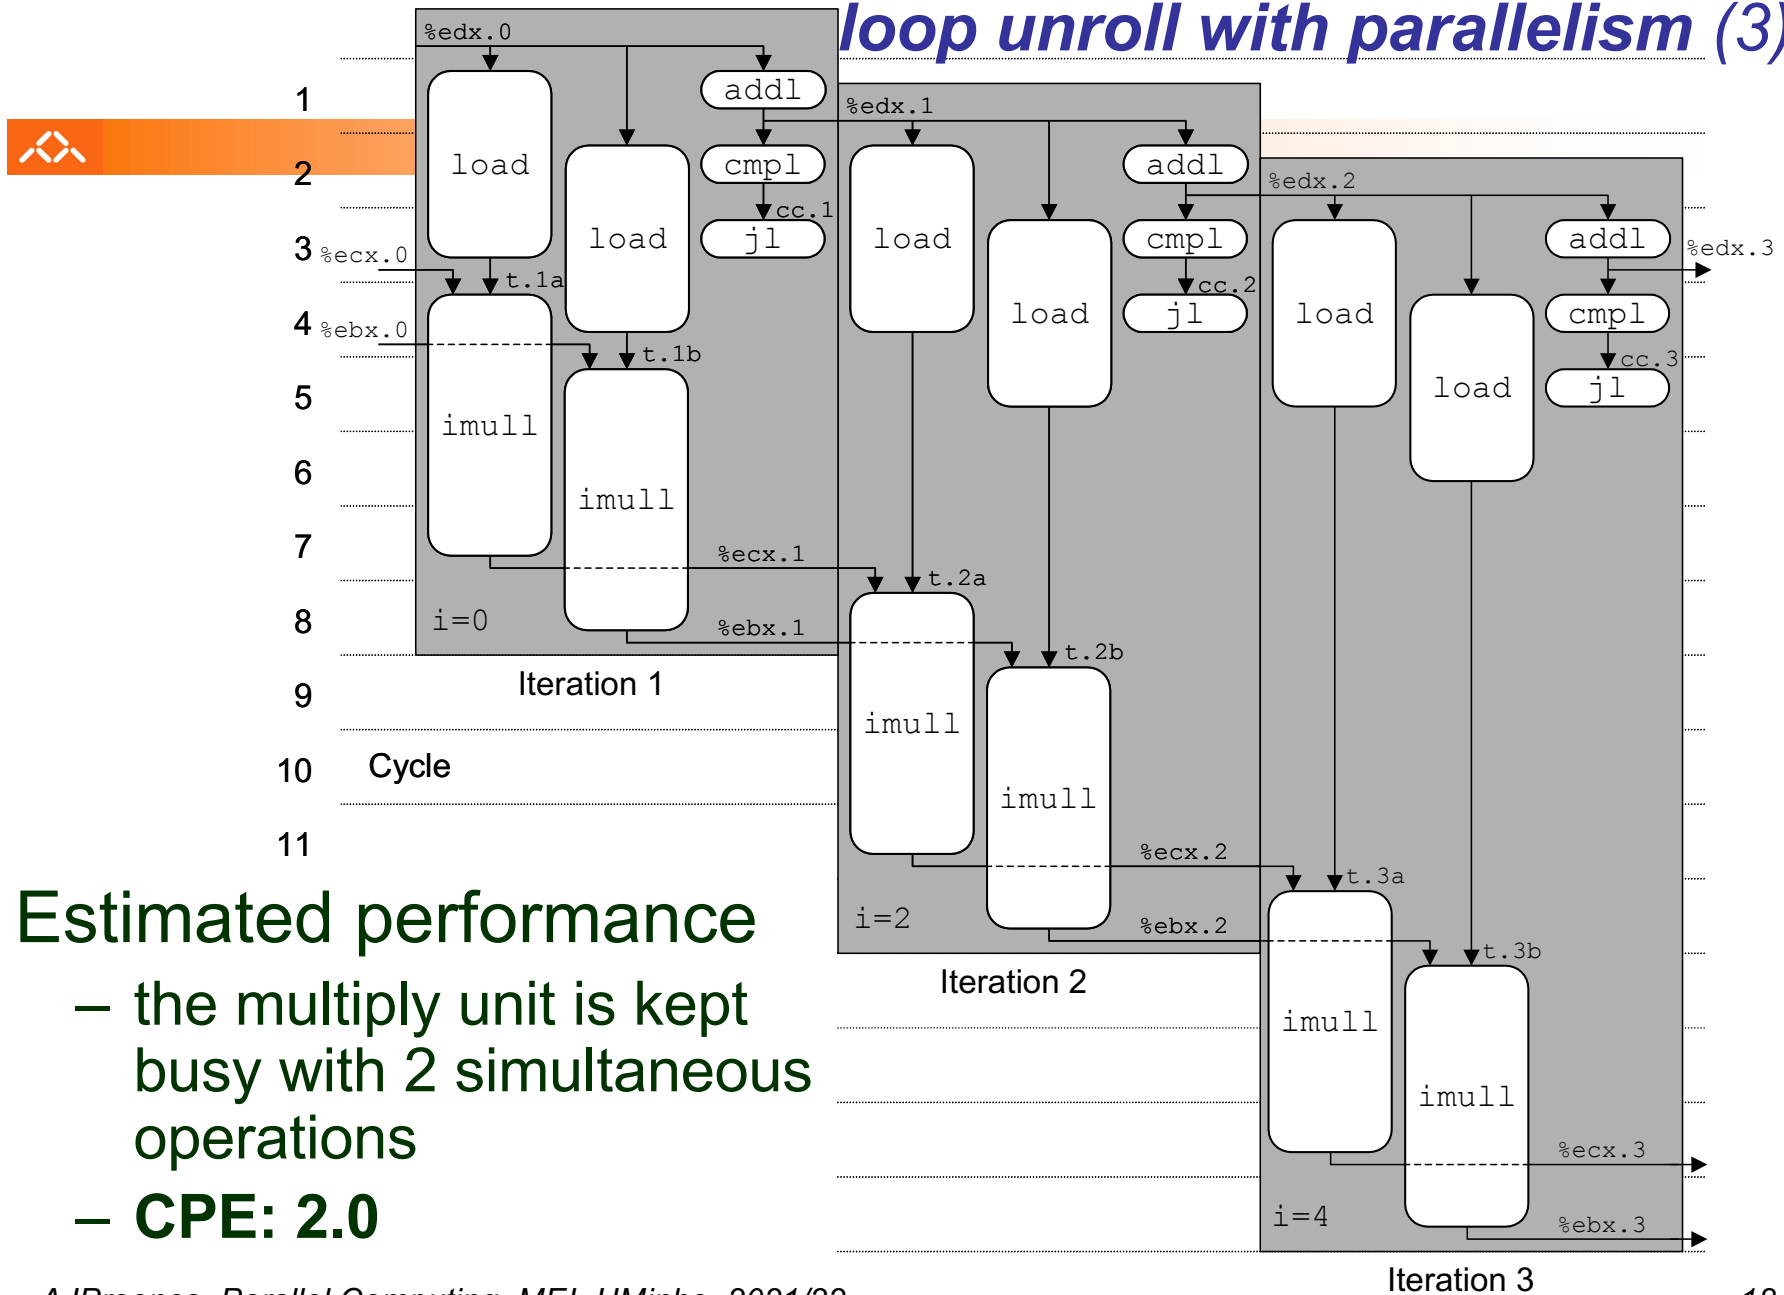 loop unroll with parallelism (3)
%edx.0
1
addl
%edx.1
2
load
cmpl
addl
%edx.2
cc.1
3
%ecx.0
load
jl
load
cmpl
addl
%edx.3
t.1a
cc.2
4
%ebx.0
load
jl
load
cmpl
t.1b
cc.3
5
imull
load
jl
6
imull
7
%ecx.1
t.2a
8
i=0
%ebx.1
t.2b
9
Iteration 1
imull
10
Cycle
imull
11
%ecx.2
t.3a
i=2
%ebx.2
t.3b
Iteration 2
imull
imull
%ecx.3
i=4
%ebx.3
Iteration 3
Estimated performance
– the multiply unit is kept
busy with 2 simultaneous
operations
– CPE: 2.0